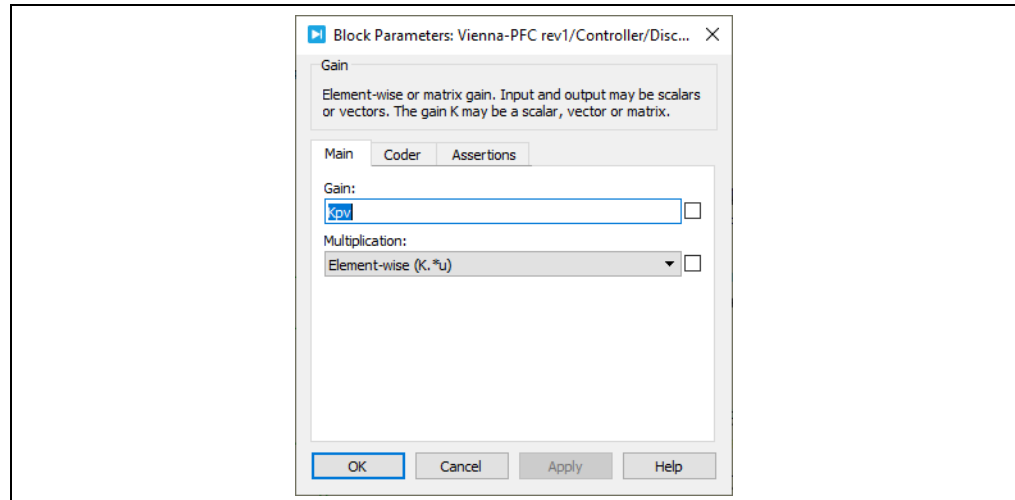 Block Parameters: Vienna-PFC rev1/Controller/Disc...
Gain
Element-wise or matrix gain. Input and output may be scalars
or vectors. The gain K may be a scalar, vector or matrix.
Main Coder Assertions
Gain:
Kpv
Multiplication:
Element-wise (K.*u)
OK Cancel Apply Help